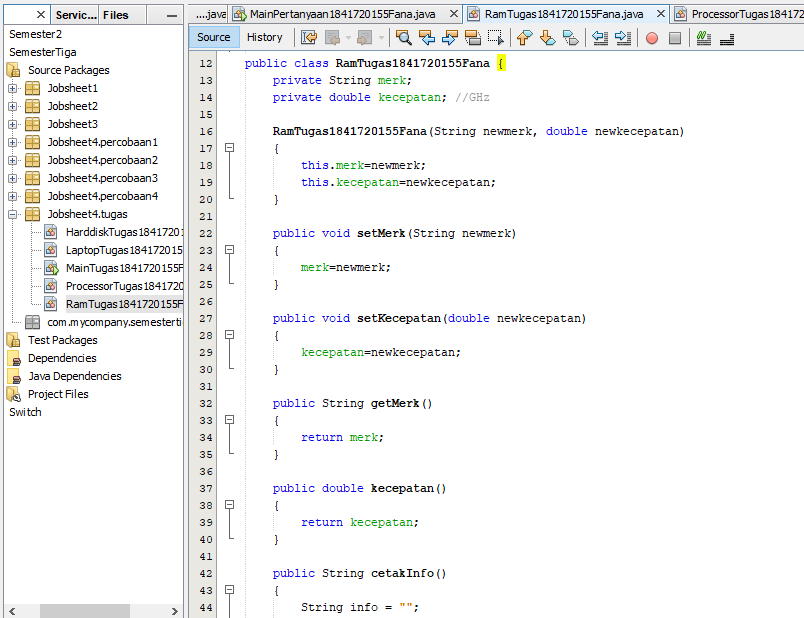 Servic...
Files
Semester2
SemesterTiga
Source Packages
Jobsheet1
Jobsheet2
Jobsheet3
Jobsheet4.percobaan1
Jobsheet4.percobaan2
Jobsheet4.percobaan3
Jobsheet4.percobaan4
Jobsheet4.tugas
HarddiskTugas18417201
LaptopTugas184172015
MainTugas1841720155F
ProcessorTugas1841720
RamTugas1841720155F
com.mycompany.semesterti
Test Packages
Dependencies
Java Dependencies
Project Files
Switch
....java
MainPertanyaan1841720155Fana.java
RamTugas1841720155Fana.java
ProcessorTugas1841720
Source
History
12 public class RamTugas1841720155Fana {
13 private String merk;
14 private double kecepatan; //GHz
15
16 RamTugas1841720155Fana(String newmerk, double newkecepatan)
17 {
18 this.merk=newmerk;
19 this.kecepatan=newkecepatan;
20 }
21
22 public void setMerk(String newmerk)
23 {
24 merk=newmerk;
25 }
26
27 public void setKecepatan(double newkecepatan)
28 {
29 kecepatan=newkecepatan;
30 }
31
32 public String getMerk()
33 {
34 return merk;
35 }
36
37 public double kecepatan()
38 {
39 return kecepatan;
40 }
41
42 public String cetakInfo()
43 {
44 String info = "";